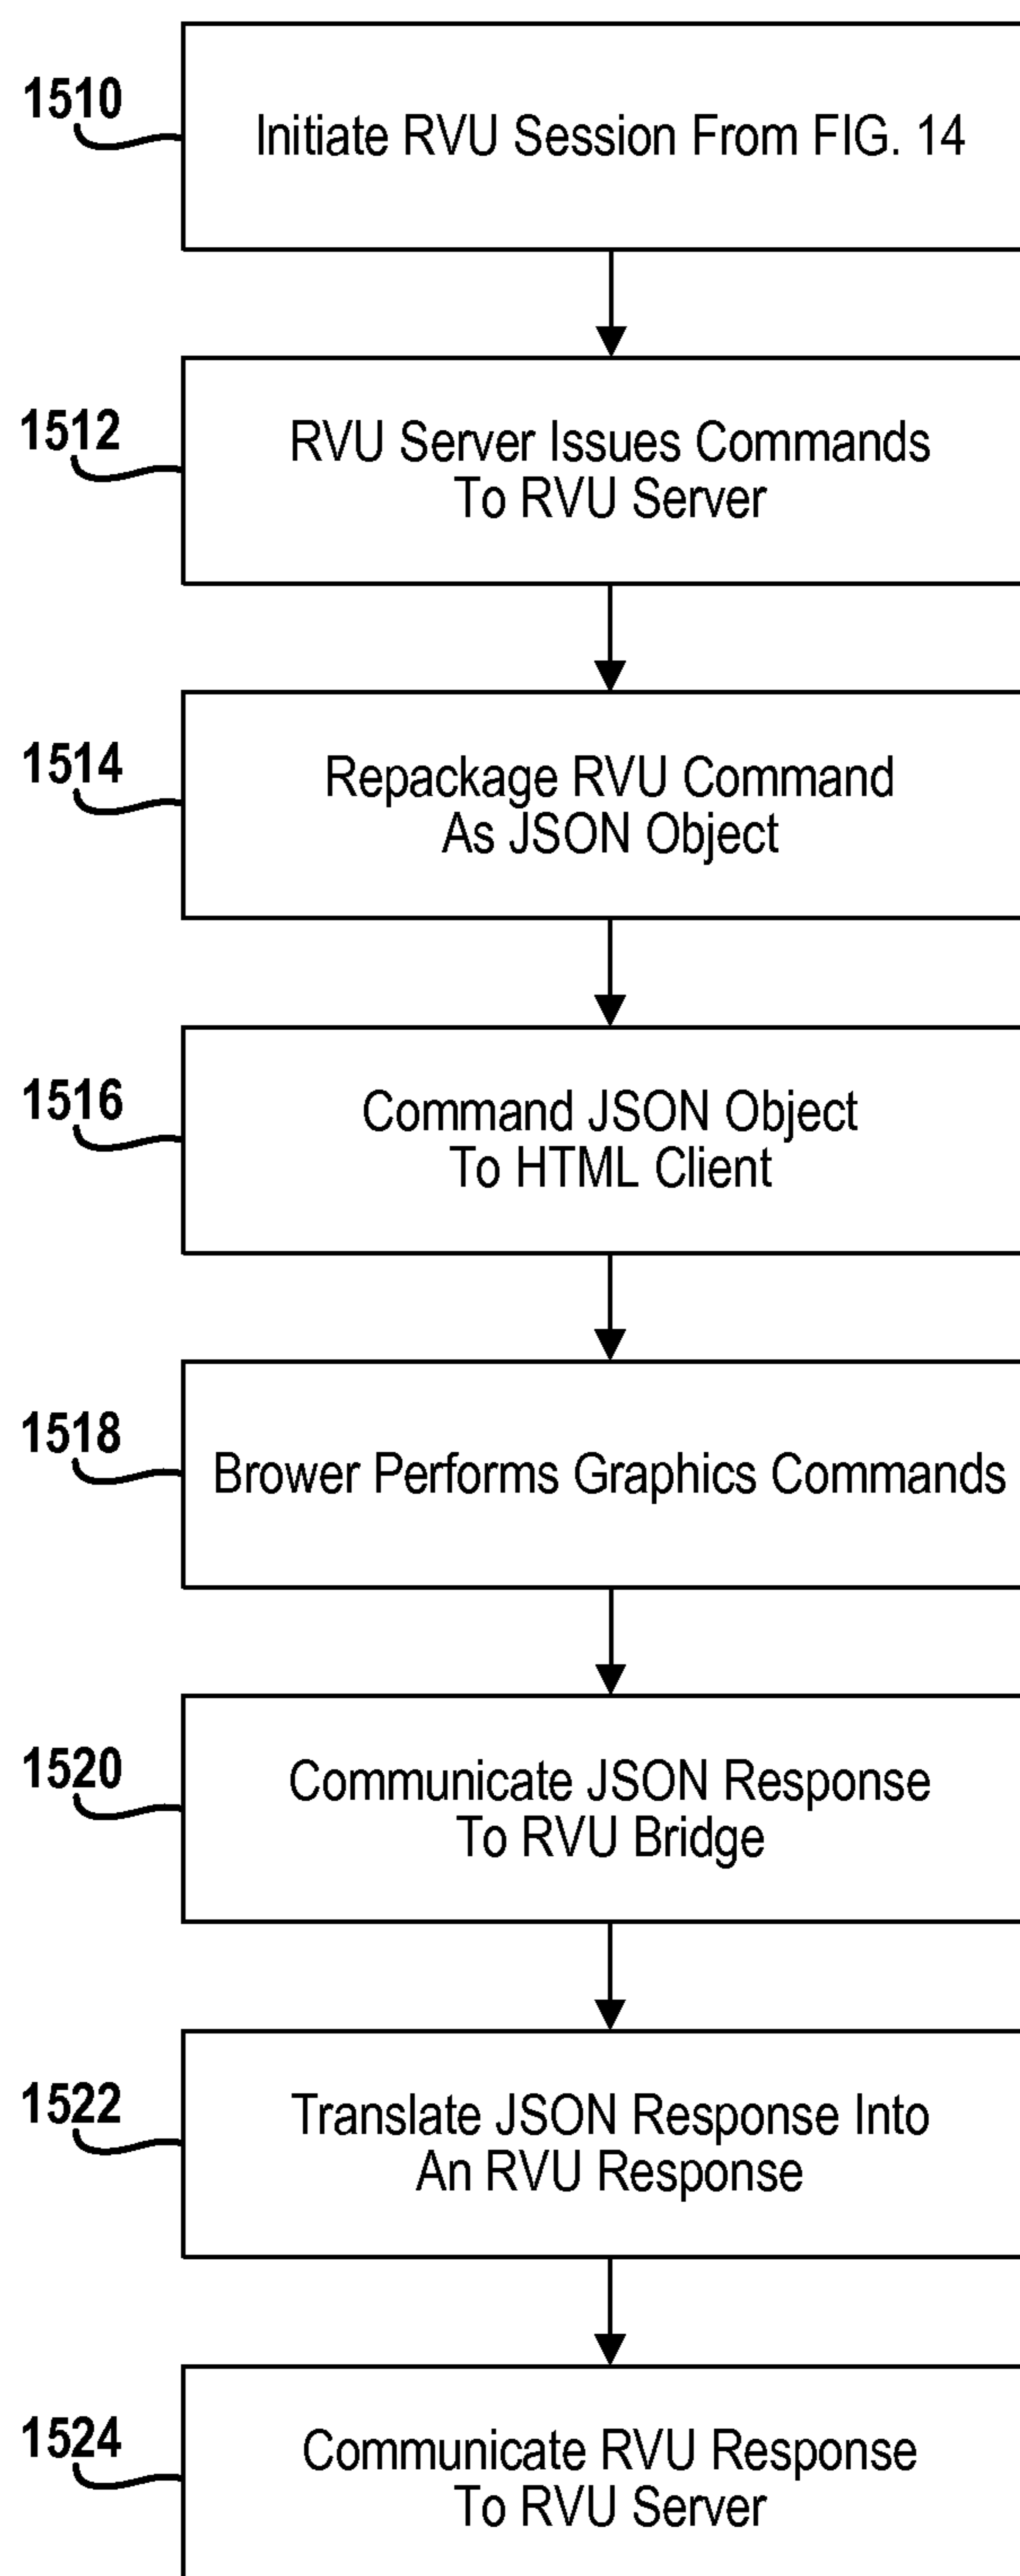 1510
Initiate RVU Session From FIG. 14
1512
RVU Server Issues Commands
To RVU Server
1514
Repackage RVU Command
As JSON Object
1516
Command JSON Object
To HTML Client
1518
Brower Performs Graphics Commands
1520
Communicate JSON Response
To RVU Bridge
1522
Translate JSON Response Into
An RVU Response
1524
Communicate RVU Response
To RVU Server